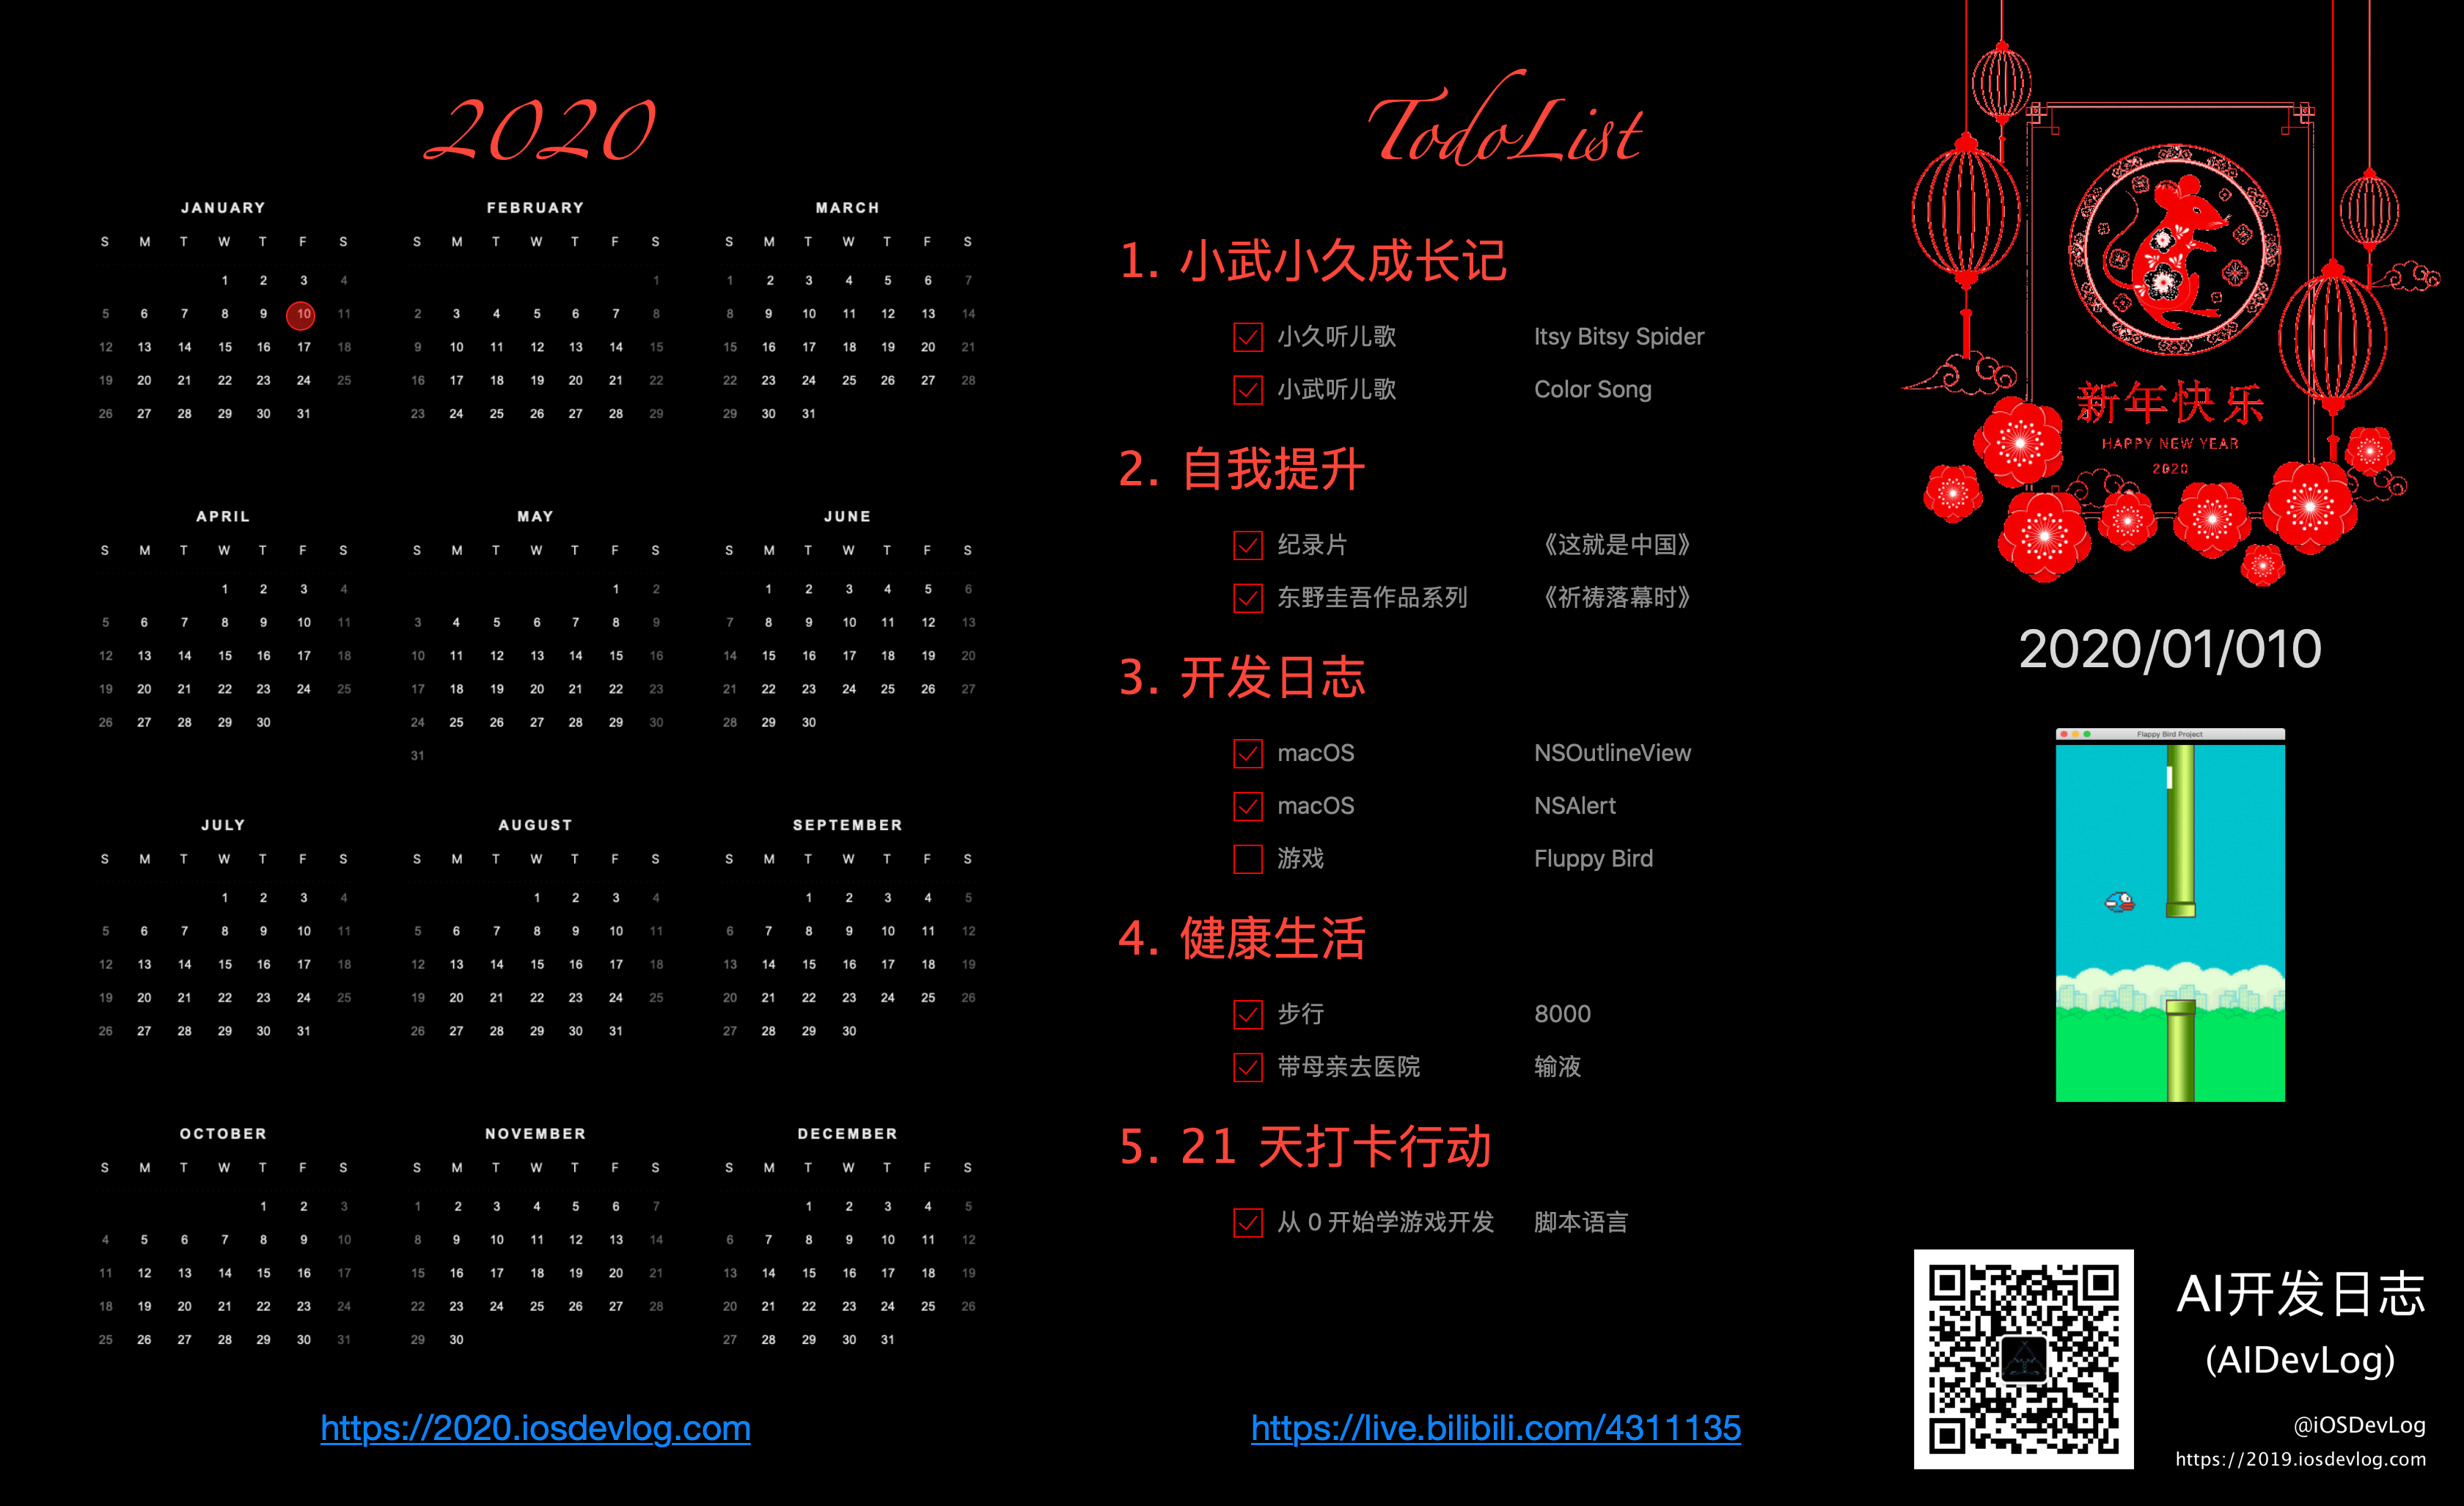 2020
JANUARY
S M T W T F S
1 2 3 4
5 6 7 8 9 10 11
12 13 14 15 16 17 18
19 20 21 22 23 24 25
26 27 28 29 30 31
FEBRUARY
S M T W T F S
1
2 3 4 5 6 7 8
9 10 11 12 13 14 15
16 17 18 19 20 21 22
23 24 25 26 27 28 29
MARCH
S M T W T F S
1 2 3 4 5 6 7
8 9 10 11 12 13 14
15 16 17 18 19 20 21
22 23 24 25 26 27 28
29 30 31
APRIL
S M T W T F S
1 2 3 4
5 6 7 8 9 10 11
12 13 14 15 16 17 18
19 20 21 22 23 24 25
26 27 28 29 30
MAY
S M T W T F S
1 2
3 4 5 6 7 8 9
10 11 12 13 14 15 16
17 18 19 20 21 22 23
24 25 26 27 28 29 30
31
JUNE
S M T W T F S
1 2 3 4 5 6
7 8 9 10 11 12 13
14 15 16 17 18 19 20
21 22 23 24 25 26 27
28 29 30
JULY
S M T W T F S
1 2 3 4
5 6 7 8 9 10 11
12 13 14 15 16 17 18
19 20 21 22 23 24 25
26 27 28 29 30 31
AUGUST
S M T W T F S
1 2 3 4
5 6 7 8 9 10 11
12 13 14 15 16 17 18
19 20 21 22 23 24 25
26 27 28 29 30 31
SEPTEMBER
S M T W T F S
1 2 3 4 5
6 7 8 9 10 11 12
13 14 15 16 17 18 19
20 21 22 23 24 25 26
27 28 29 30
OCTOBER
S M T W T F S
1 2 3
4 5 6 7 8 9 10
11 12 13 14 15 16 17
18 19 20 21 22 23 24
25 26 27 28 29 30 31
NOVEMBER
S M T W T F S
1 2 3 4 5 6 7
8 9 10 11 12 13 14
15 16 17 18 19 20 21
22 23 24 25 26 27 28
29 30
DECEMBER
S M T W T F S
1 2 3 4 5
6 7 8 9 10 11 12
13 14 15 16 17 18 19
20 21 22 23 24 25 26
27 28 29 30 31
https://2020.iosdevlog.com
TodoList
1. 小武小久成长记
小久听儿歌 Itsy Bitsy Spider
小武听儿歌 Color Song
2. 自我提升
纪录片 《这就是中国》
东野圭吾作品系列 《祈祷落幕时》
3. 开发日志
macOS NSOutlineView
macOS NSAlert
游戏 Fluppy Bird
4. 健康生活
步行 8000
带母亲去医院 输液
5. 21 天打卡行动
从 0 开始学游戏开发 脚本语言
https://live.bilibili.com/4311135
新年快乐
HAPPY NEW YEAR
2020
2020/01/010
Flappy Bird Project
AI开发日志
(AIDevLog)
@iOSDevLog
https://2019.iosdevlog.com